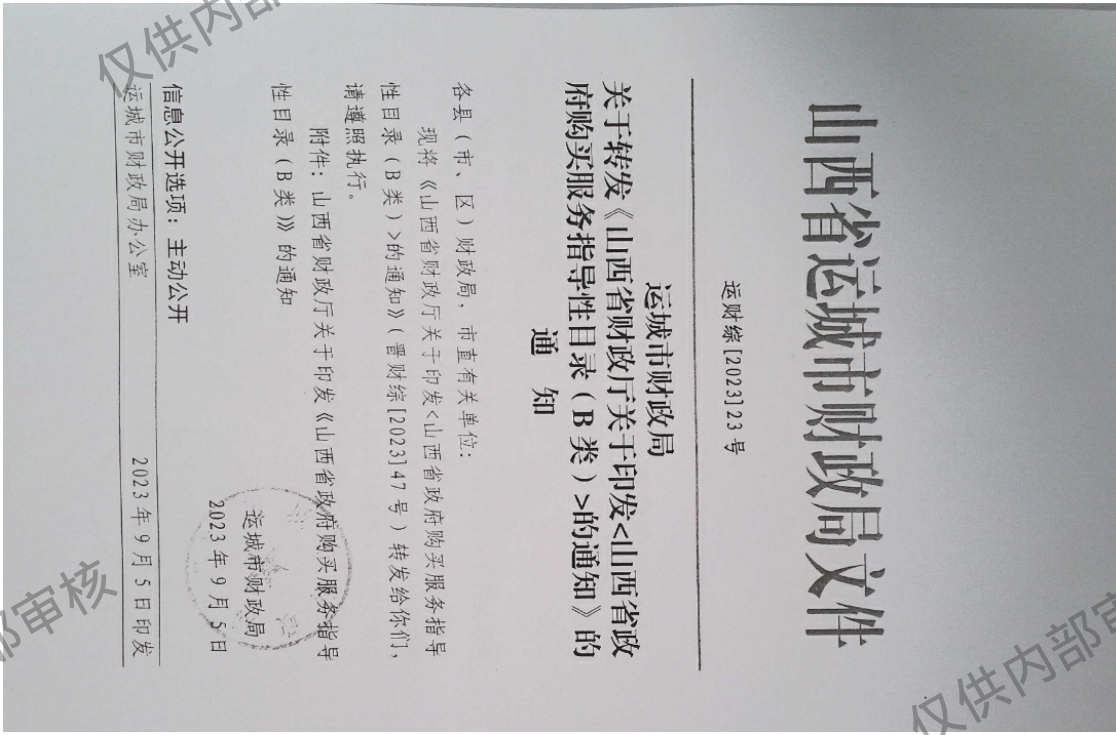 山西省运城市财政局文件
运财综[2023]23号
运城市财政局
关于转发《山西省财政厅关于印发<山西省政
府购买服务指导性目录（B类）>的通知》的
通 知
各县（市、区）财政局，市直有关单位：
现将《山西省财政厅关于印发<山西省政府购买服务指导
性目录（B类）>的通知》（晋财综[2023]47号）转发给你们，
请遵照执行。
附件：山西省财政厅关于印发《山西省政府购买服务指导
性目录（B类）》的通知
运城市财政局
2023年9月5日
信息公开选项：主动公开
运城市财政局办公室 2023年9月5日印发
仅供内部
部审核
仅供内部审